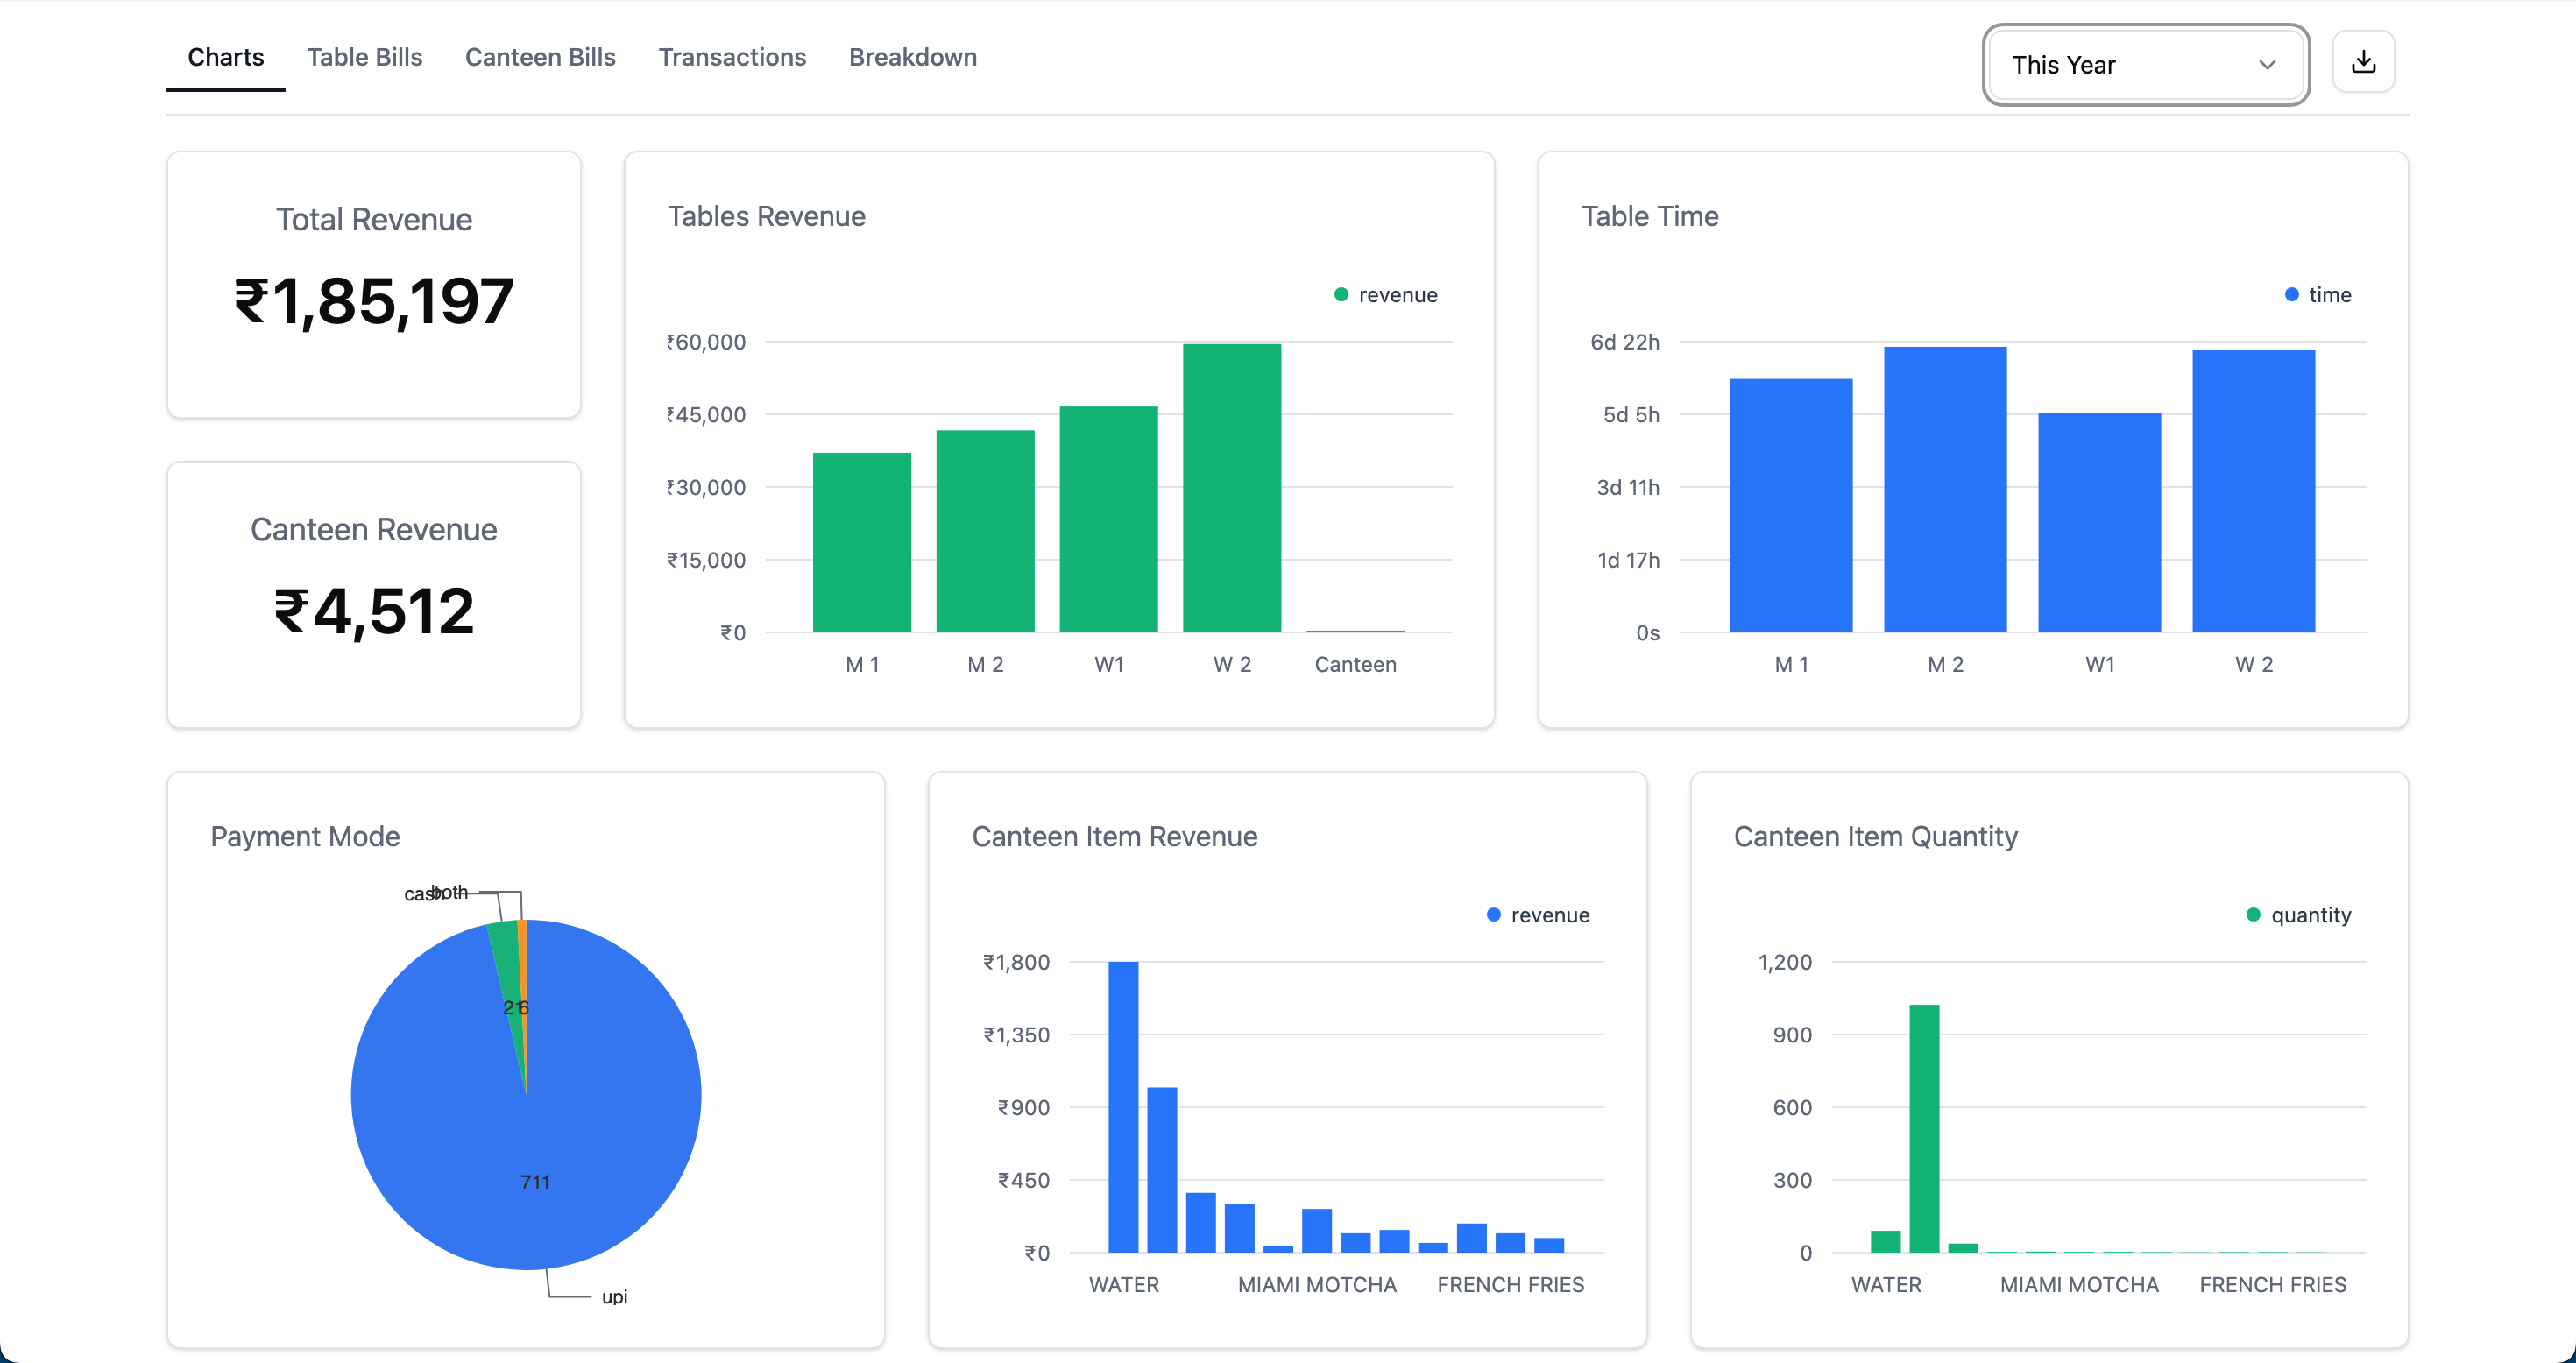 Charts Table Bills Canteen Bills Transactions Breakdown This Year
Total Revenue
₹1,85,197
Canteen Revenue
₹4,512
Tables Revenue
revenue
₹60,000
₹45,000
₹30,000
₹15,000
₹0
M 1 M 2 W1 W 2 Canteen
Table Time
time
6d 22h
5d 5h
3d 11h
1d 17h
0s
M 1 M 2 W1 W 2
Payment Mode
cash both
21 6
711
upi
Canteen Item Revenue
revenue
₹1,800
₹1,350
₹900
₹450
₹0
WATER MIAMI MOTCHA FRENCH FRIES
Canteen Item Quantity
quantity
1,200
900
600
300
0
WATER MIAMI MOTCHA FRENCH FRIES